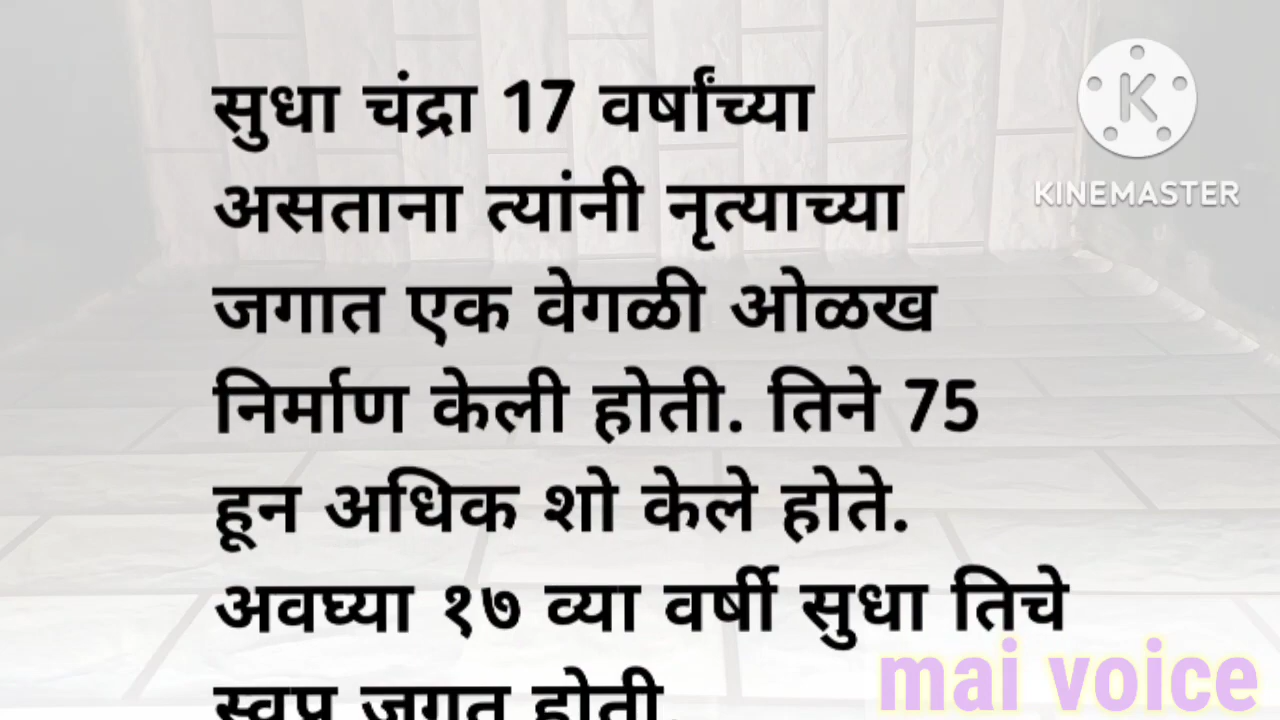 सुधा चंद्रा 17 वर्षांच्या
असताना त्यांनी नृत्याच्या
जगात एक वेगळी ओळख
निर्माण केली होती. तिने 75
हून अधिक शो केले होते.
अवघ्या १७ व्या वर्षी सुधा तिचे
स्वप्न जगत होती.
K
KINEMASTER
mai voice